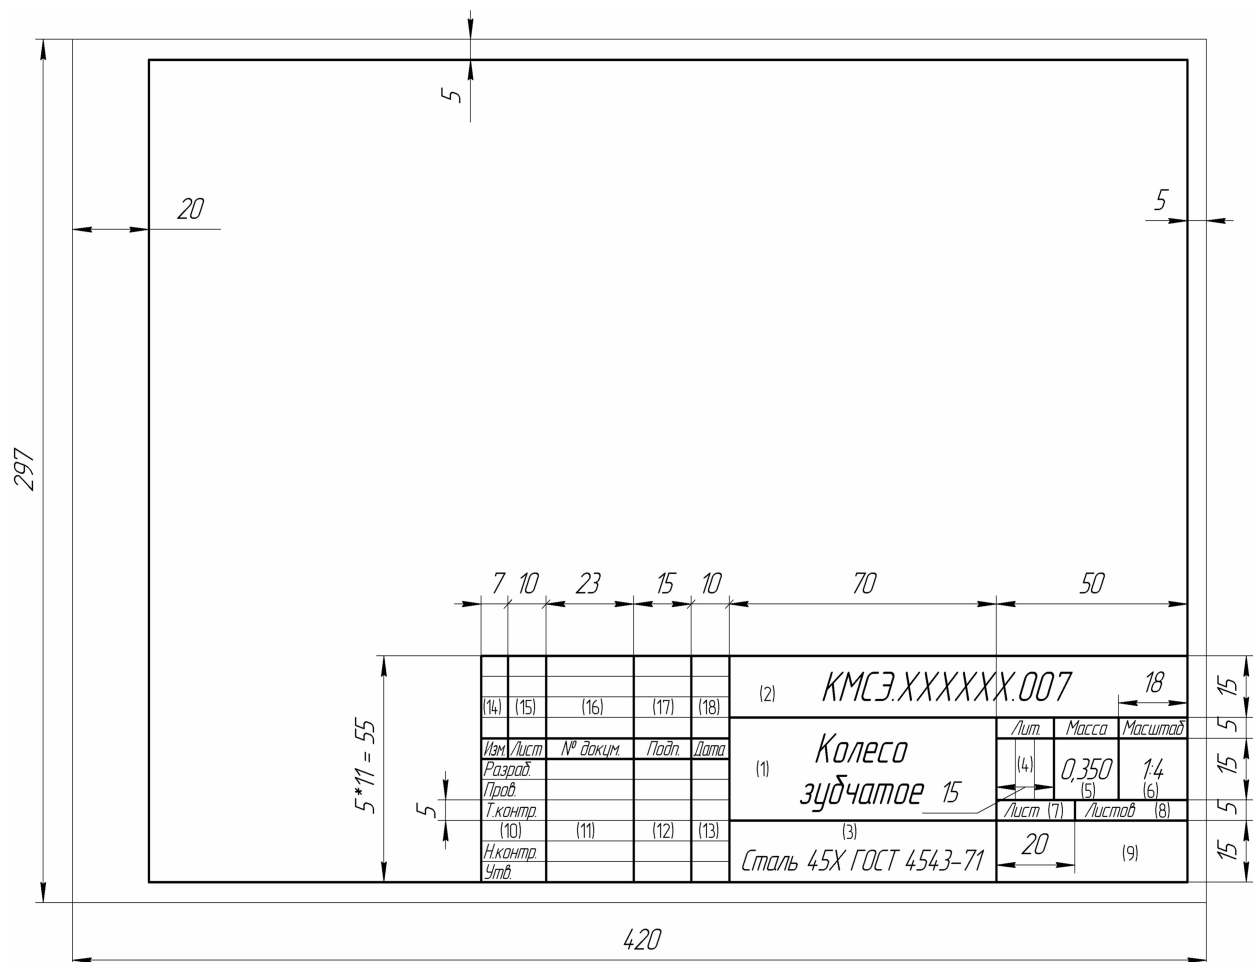 5
20
5
297
7 10 23 15 10 70 50
(2) КМСЭ.XXXXXX.007 18 15
(14) (15) (16) (17) (18)
Лит. Масса Масштаб 5
Изм. Лист № докум. Подп. Дата
Колесо
зубчатое
(1)
Разраб.
(4) 0,350 1:4 15
(5) (6)
Пров.
15
5*11 = 55
5
Т.контр.
Лист (7) Листов (8) 5
(10) (11) (12) (13) (3)
Н.контр.
20 (9) 15
Сталь 45Х ГОСТ 4543-71
Утв.
420